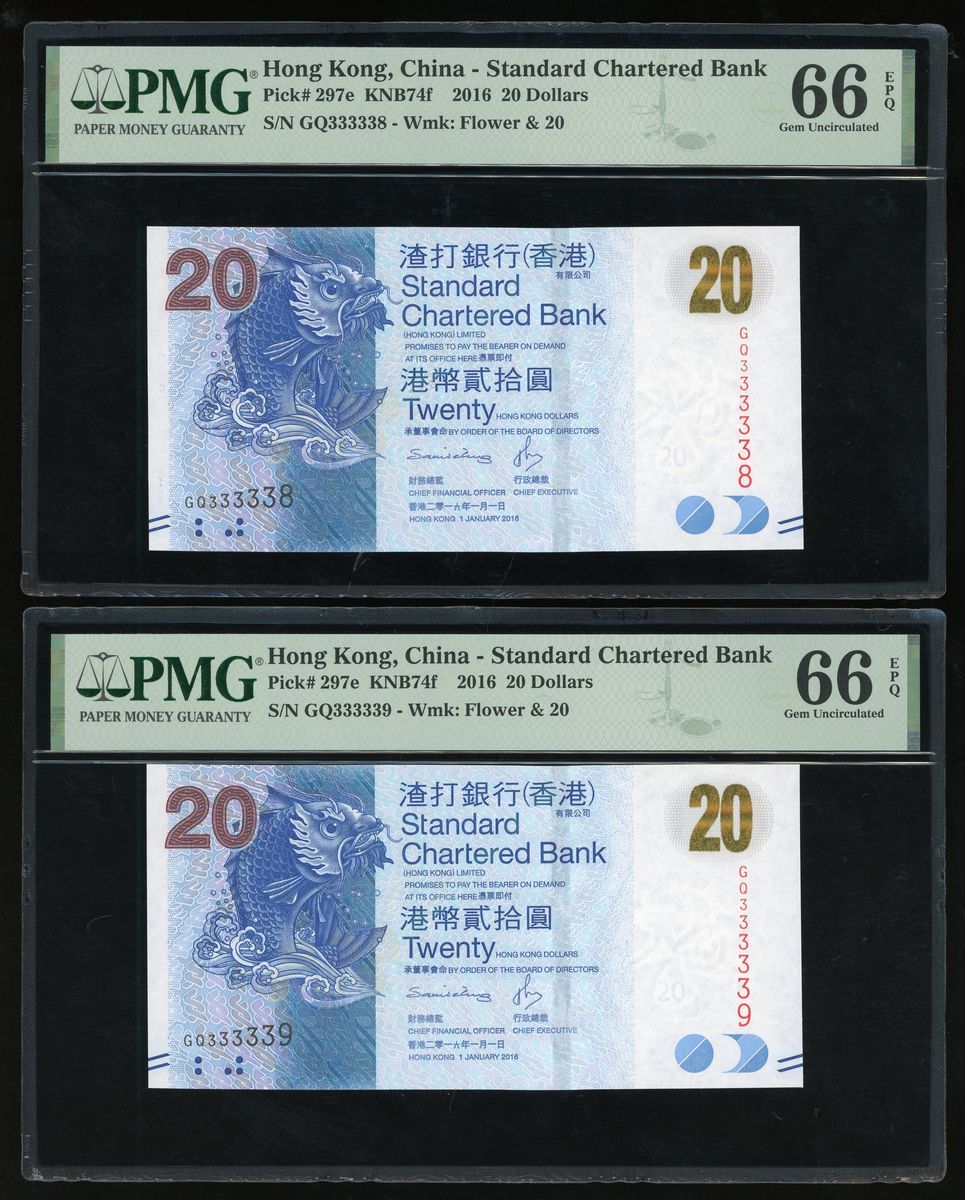 PMG®
PAPER MONEY GUARANTY
Hong Kong, China - Standard Chartered Bank
Pick# 297e KNB74f 2016 20 Dollars
S/N GQ333338 - Wmk: Flower & 20
66 EPQ
Gem Uncirculated
20
渣打銀行(香港)
有限公司
Standard
Chartered Bank
(HONG KONG) LIMITED
PROMISES TO PAY THE BEARER ON DEMAND
AT ITS OFFICE HERE 憑票即付
港幣貳拾圓
Twenty HONG KONG DOLLARS
承董事會命 BY ORDER OF THE BOARD OF DIRECTORS
財務總監 行政總裁
CHIEF FINANCIAL OFFICER CHIEF EXECUTIVE
香港二零一六年一月一日
HONG KONG 1 JANUARY 2016
GQ333338
20
GQ333338
20
PMG®
PAPER MONEY GUARANTY
Hong Kong, China - Standard Chartered Bank
Pick# 297e KNB74f 2016 20 Dollars
S/N GQ333339 - Wmk: Flower & 20
66 EPQ
Gem Uncirculated
20
渣打銀行(香港)
有限公司
Standard
Chartered Bank
(HONG KONG) LIMITED
PROMISES TO PAY THE BEARER ON DEMAND
AT ITS OFFICE HERE 憑票即付
港幣貳拾圓
Twenty HONG KONG DOLLARS
承董事會命 BY ORDER OF THE BOARD OF DIRECTORS
財務總監 行政總裁
CHIEF FINANCIAL OFFICER CHIEF EXECUTIVE
香港二零一六年一月一日
HONG KONG 1 JANUARY 2016
GQ333339
20
GQ333339
20